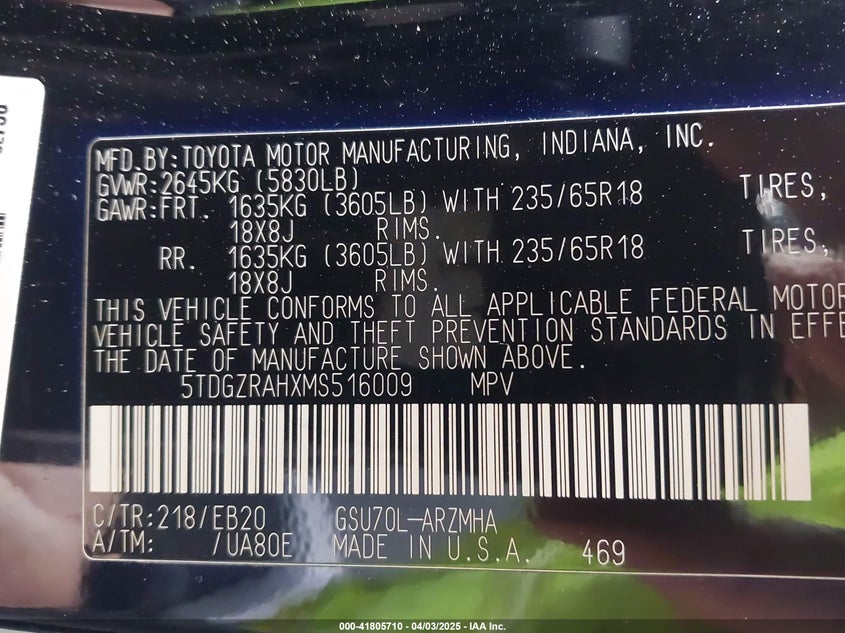 MFD.BY:TOYOTA MOTOR MANUFACTURING, INDIANA, INC.
GVWR:2645KG (5830LB)
GAWR:FRT. 1635KG (3605LB) WITH 235/65R18 TIRES,
18X8J RIMS.
RR. 1635KG (3605LB) WITH 235/65R18 TIRES,
18X8J RIMS.
THIS VEHICLE CONFORMS TO ALL APPLICABLE FEDERAL MOTOR
VEHICLE SAFETY AND THEFT PREVENTION STANDARDS IN EFFE
THE DATE OF MANUFACTURE SHOWN ABOVE.
5TDGZRAHXMS516009 MPV
C/TR:218/EB20 GSU70L-ARZMHA
A/TM: /UA80E MADE IN U.S.A. 469
000-41805710 - 04/03/2025 - IAA Inc.